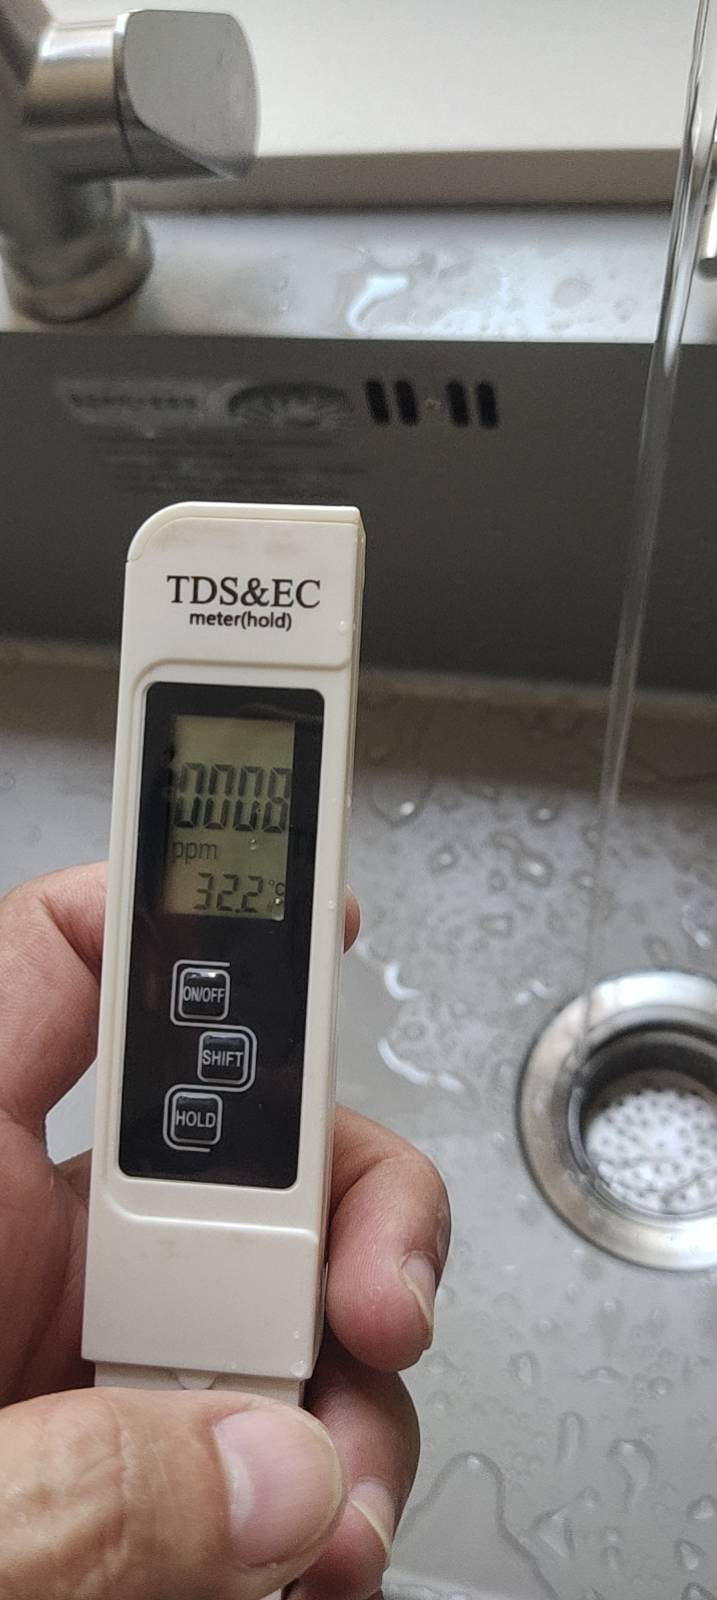 TDS&EC
meter(hold)
0008
ppm
32.2°C
ON/OFF
SHIFT
HOLD